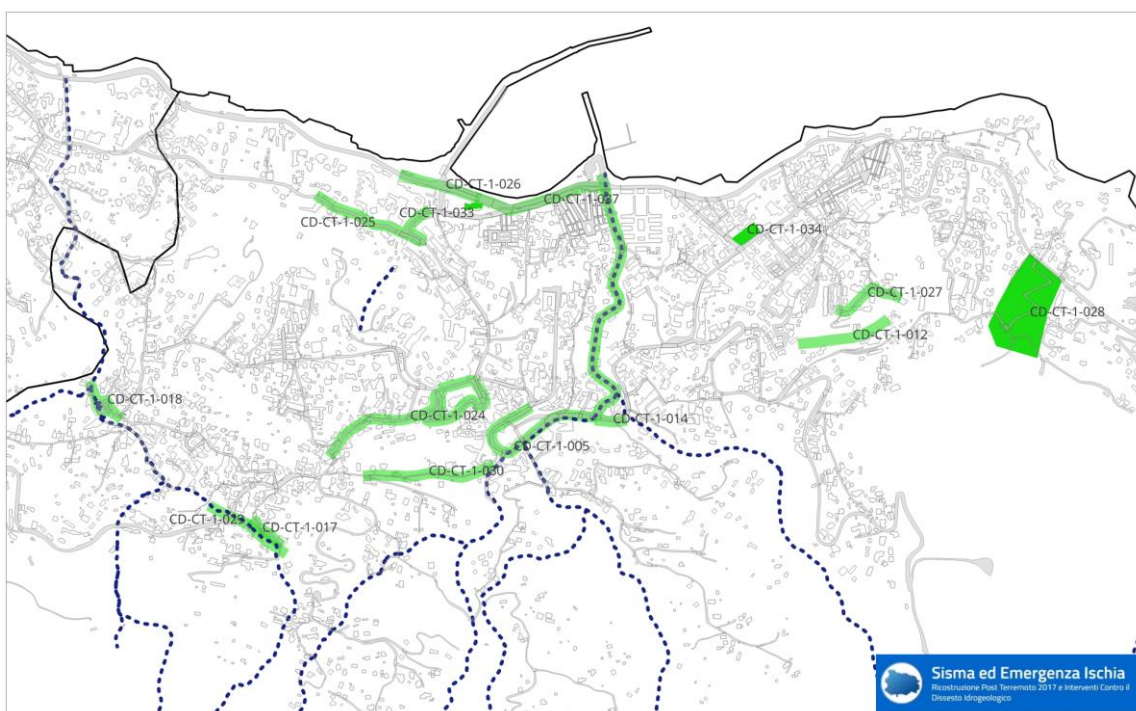 CD-CT-1-026
CD-CT-1-037
CD-CT-1-033
CD-CT-1-025
CD-CT-1-034
CD-CT-1-027
CD-CT-1-028
CD-CT-1-012
CD-CT-1-018
CD-CT-1-024
CD-CT-1-014
CD-CT-1-005
CD-CT-1-030
CD-CT-1-017
Sisma ed Emergenza Ischia
Ricostruzione Post Terremoto 2017 e Interventi Contro il
Dissesto Idrogeologico